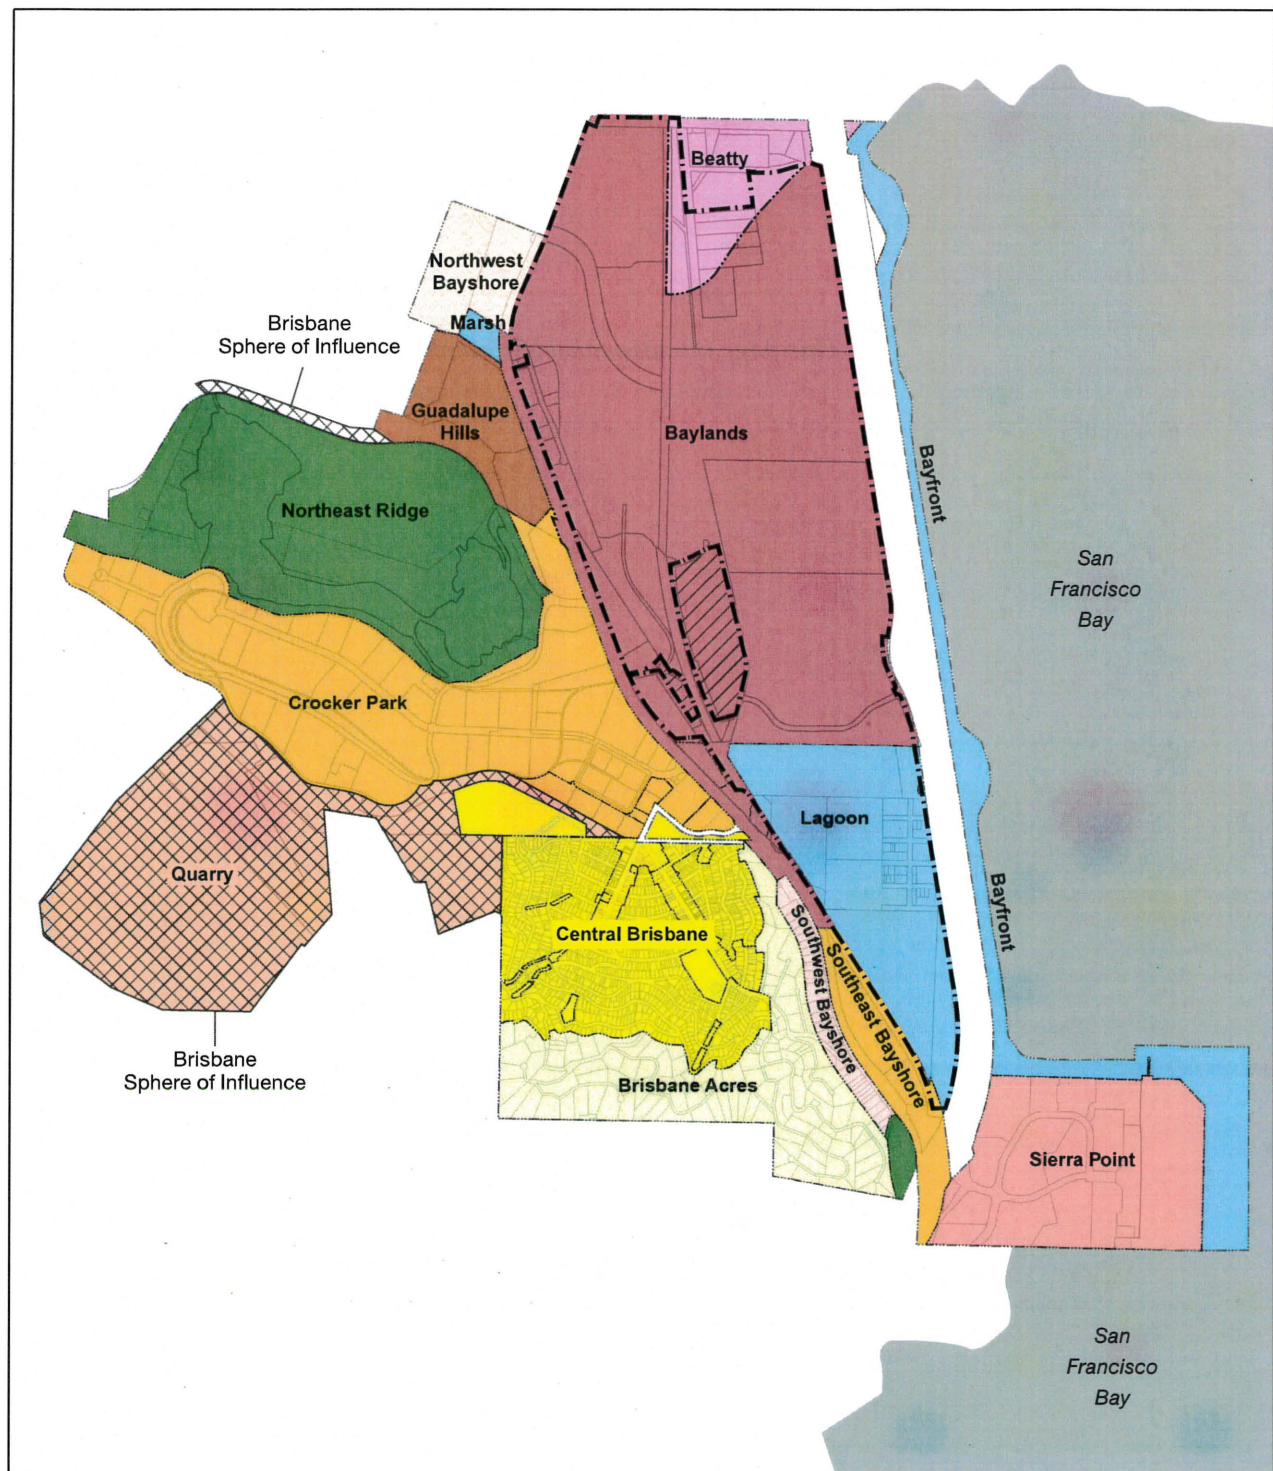 Beatty
Northwest
Bayshore
Marsh
Brisbane
Sphere of Influence
Guadalupe
Hills
Baylands
Bayfront
Northeast Ridge
San
Francisco
Bay
Crocker Park
Lagoon
Quarry
Bayfront
Central Brisbane
Southwest Bayshore
Southeast Bayshore
Brisbane
Sphere of Influence
Brisbane Acres
Sierra Point
San
Francisco
Bay